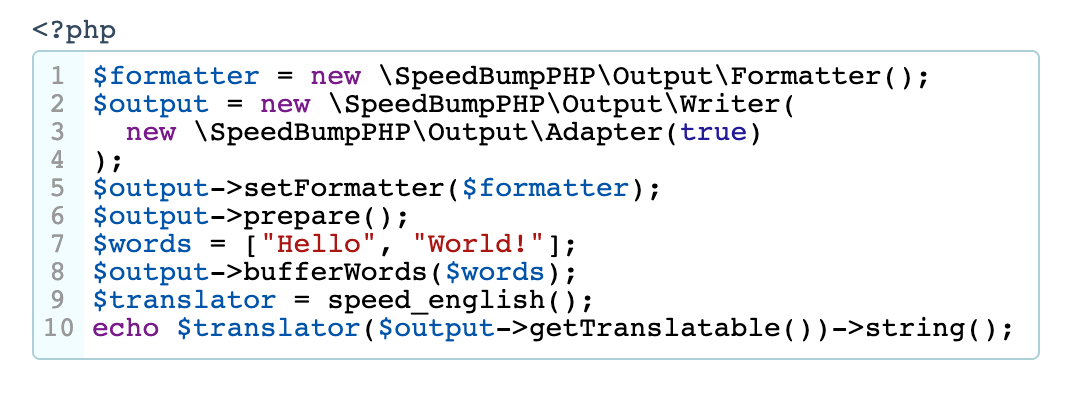 <?php
1 $formatter = new \SpeedBumpPHP\Output\Formatter();
2 $output = new \SpeedBumpPHP\Output\Writer(
3   new \SpeedBumpPHP\Output\Adapter(true)
4 );
5 $output->setFormatter($formatter);
6 $output->prepare();
7 $words = ["Hello", "World!"];
8 $output->bufferWords($words);
9 $translator = speed_english();
10 echo $translator($output->getTranslatable())->string();